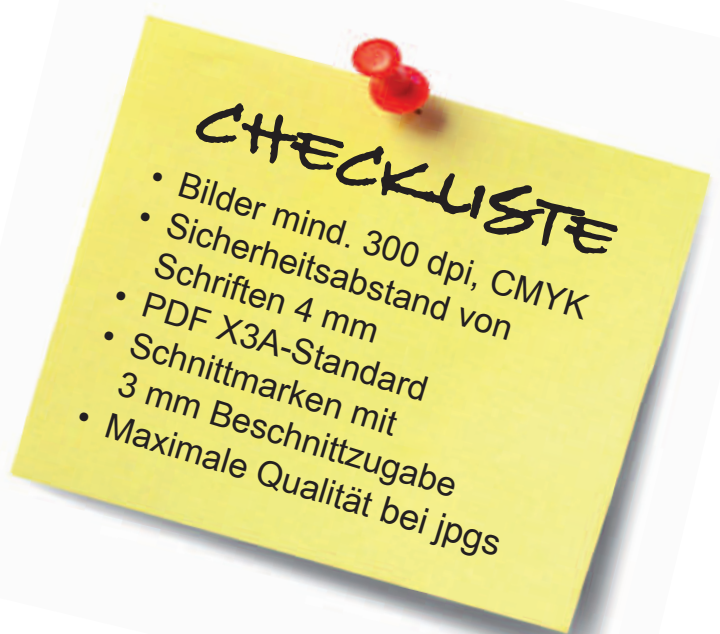 CHECKLISTE
• Bilder mind. 300 dpi, CMYK
• Sicherheitsabstand von
Schriften 4 mm
• PDF X3A-Standard
• Schnittmarken mit
3 mm Beschnittzugabe
• Maximale Qualität bei jpgs